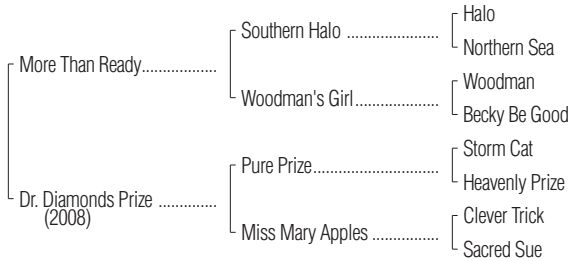 Halo
Southern Halo ....................
Northern Sea
More Than Ready.................
Woodman
Woodman's Girl..................
Becky Be Good
Storm Cat
Pure Prize...........................
Heavenly Prize
Dr. Diamonds Prize .............
(2008)
Clever Trick
Miss Mary Apples ..............
Sacred Sue